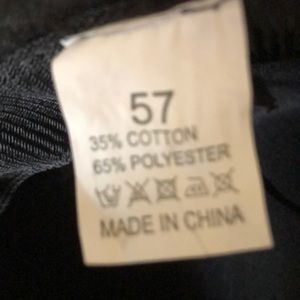 57
35% COTTON
65% POLYESTER
MADE IN CHINA